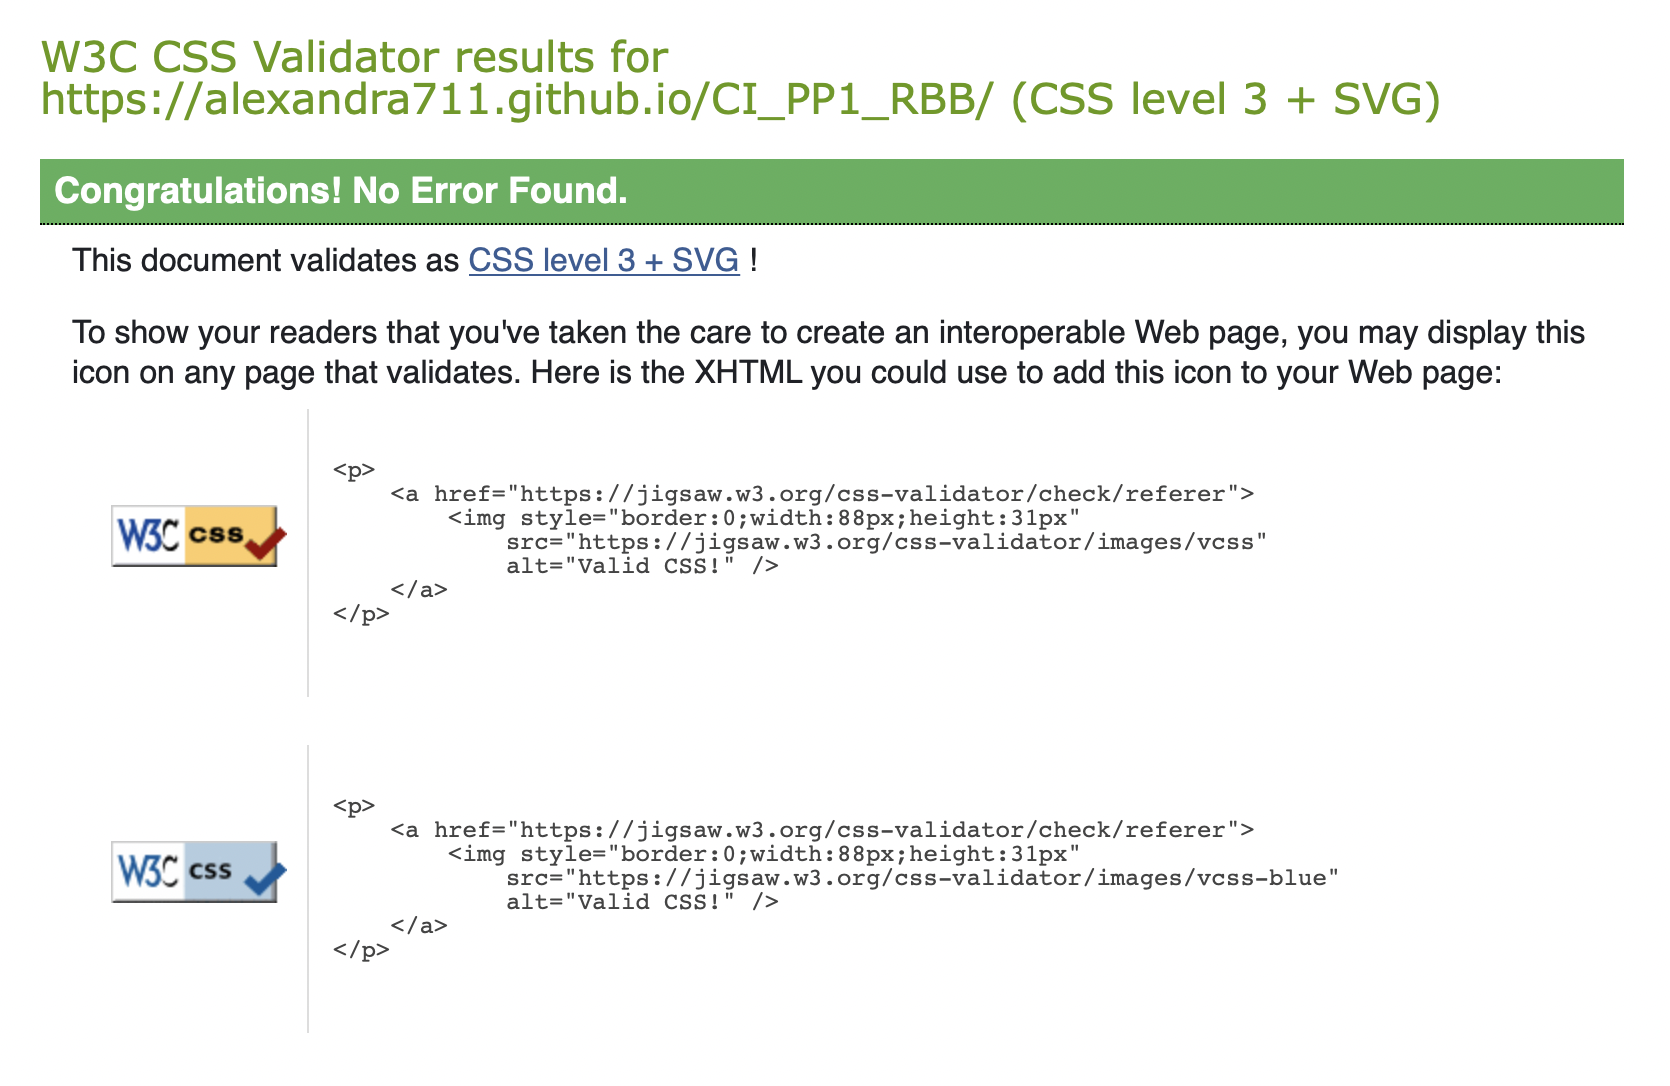 W3C CSS Validator results for
https://alexandra711.github.io/CI_PP1_RBB/ (CSS level 3 + SVG)
Congratulations! No Error Found.
This document validates as CSS level 3 + SVG !
To show your readers that you've taken the care to create an interoperable Web page, you may display this
icon on any page that validates. Here is the XHTML you could use to add this icon to your Web page:
W3C css
<p>
    <a href="https://jigsaw.w3.org/css-validator/check/referer">
        <img style="border:0;width:88px;height:31px"
            src="https://jigsaw.w3.org/css-validator/images/vcss"
            alt="Valid CSS!" />
    </a>
</p>
W3C css
<p>
    <a href="https://jigsaw.w3.org/css-validator/check/referer">
        <img style="border:0;width:88px;height:31px"
            src="https://jigsaw.w3.org/css-validator/images/vcss-blue"
            alt="Valid CSS!" />
    </a>
</p>